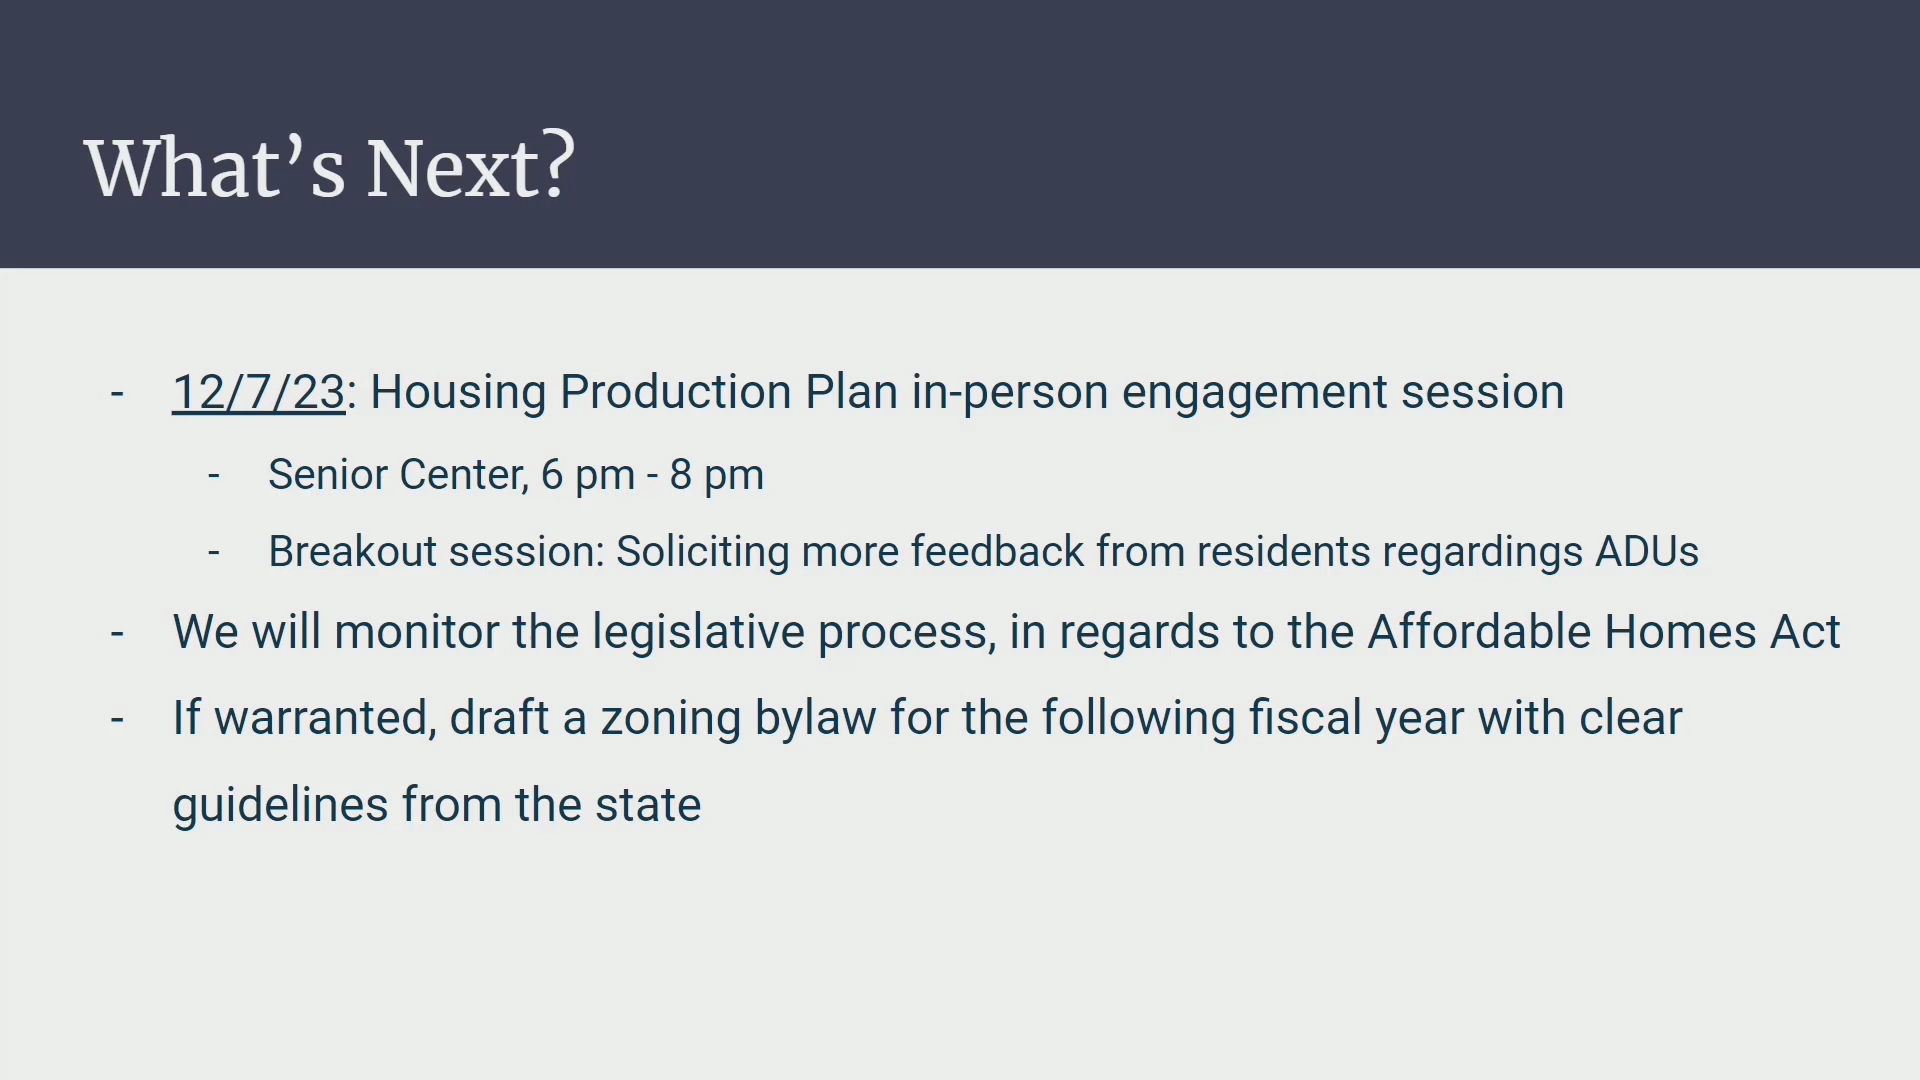 What’s Next?
- 12/7/23: Housing Production Plan in-person engagement session
- Senior Center, 6 pm - 8 pm
- Breakout session: Soliciting more feedback from residents regardings ADUs
- We will monitor the legislative process, in regards to the Affordable Homes Act
- If warranted, draft a zoning bylaw for the following fiscal year with clear
guidelines from the state